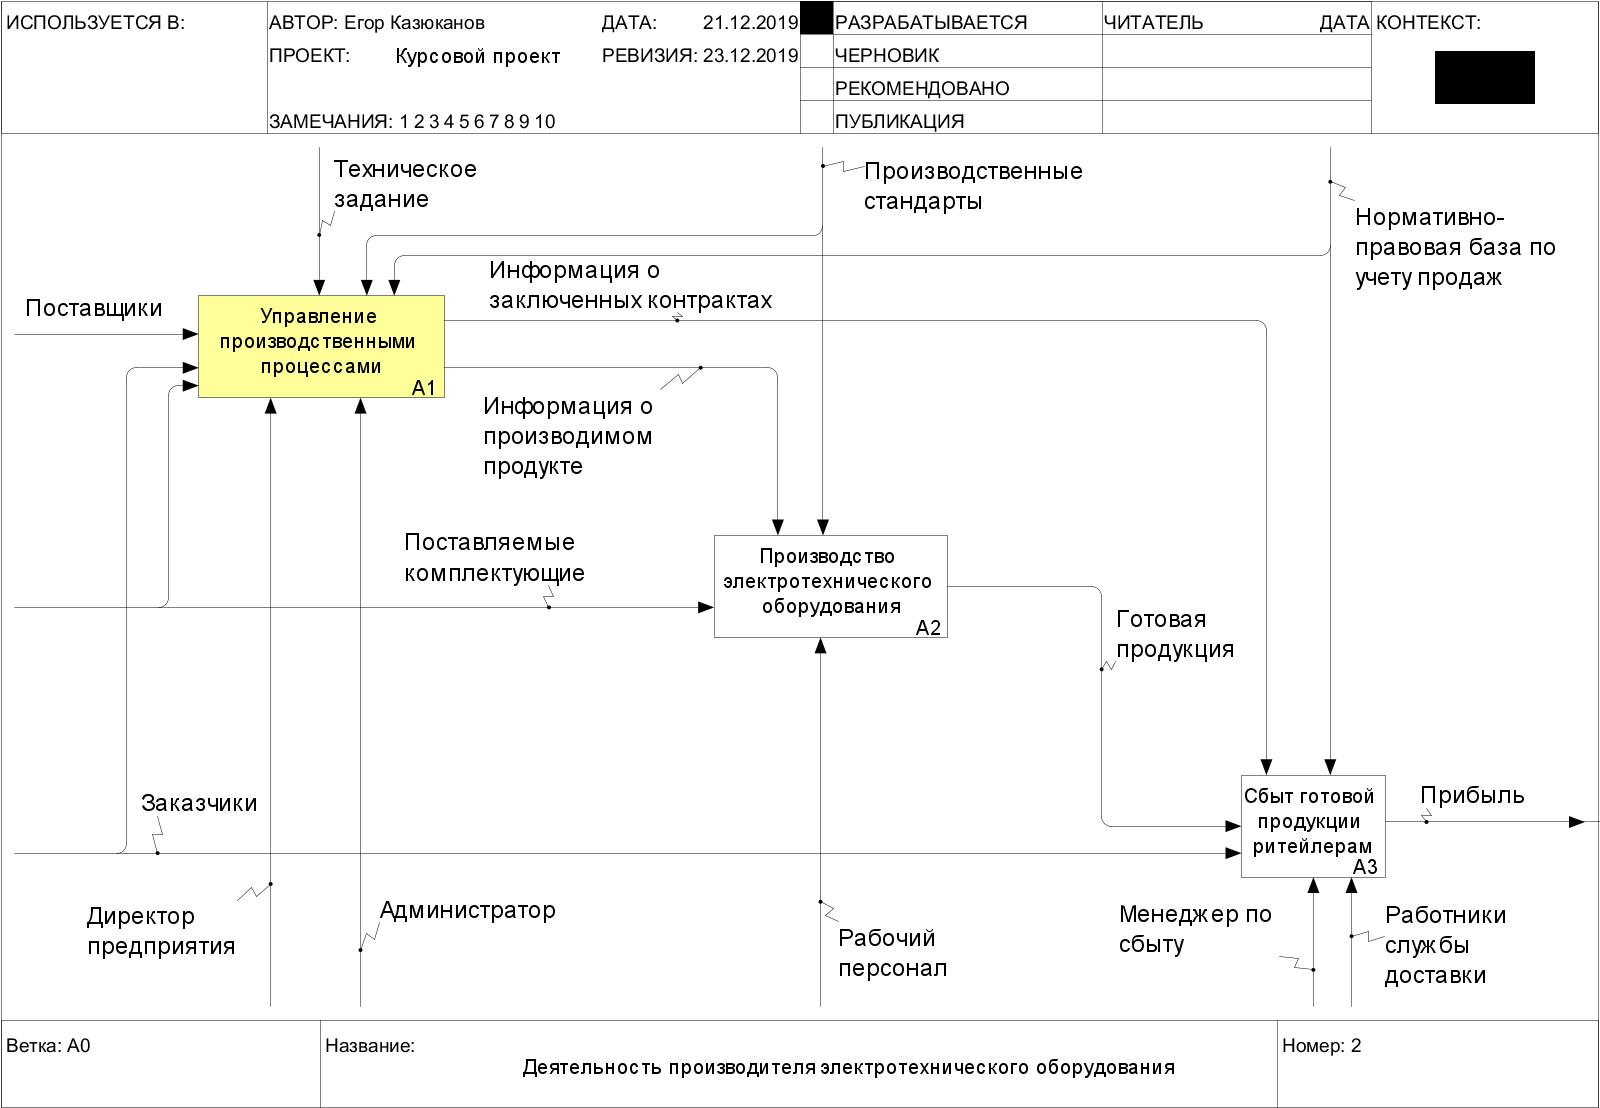 ИСПОЛЬЗУЕТСЯ В:
АВТОР: Егор Казюканов
ДАТА: 21.12.2019
ПРОЕКТ: Курсовой проект
РЕВИЗИЯ: 23.12.2019
ЗАМЕЧАНИЯ: 1 2 3 4 5 6 7 8 9 10
РАЗРАБАТЫВАЕТСЯ
ЧЕРНОВИК
РЕКОМЕНДОВАНО
ПУБЛИКАЦИЯ
ЧИТАТЕЛЬ
ДАТА
КОНТЕКСТ:
Техническое
задание
Производственные
стандарты
Нормативно-
правовая база по
учету продаж
Информация о
заключенных контрактах
Поставщики
Управление
производственными
процессами
A1
Информация о
производимом
продукте
Поставляемые
комплектующие
Производство
электротехнического
оборудования
A2
Готовая
продукция
Заказчики
Сбыт готовой
продукции
ритейлерам
A3
Прибыль
Директор
предприятия
Администратор
Рабочий
персонал
Менеджер по
сбыту
Работники
службы
доставки
Ветка: A0
Название:
Деятельность производителя электротехнического оборудования
Номер: 2